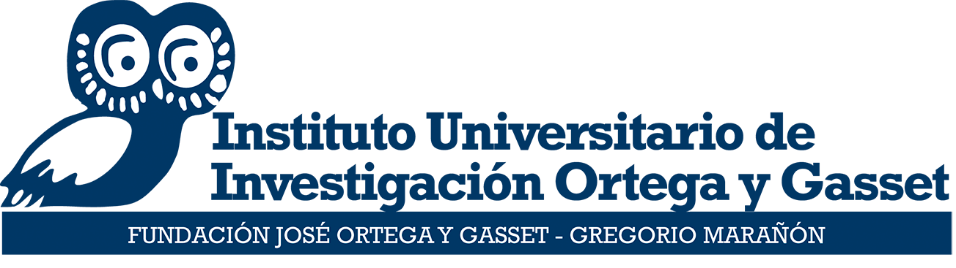 Instituto Universitario de
Investigación Ortega y Gasset
FUNDACIÓN JOSÉ ORTEGA Y GASSET - GREGORIO MARAÑÓN